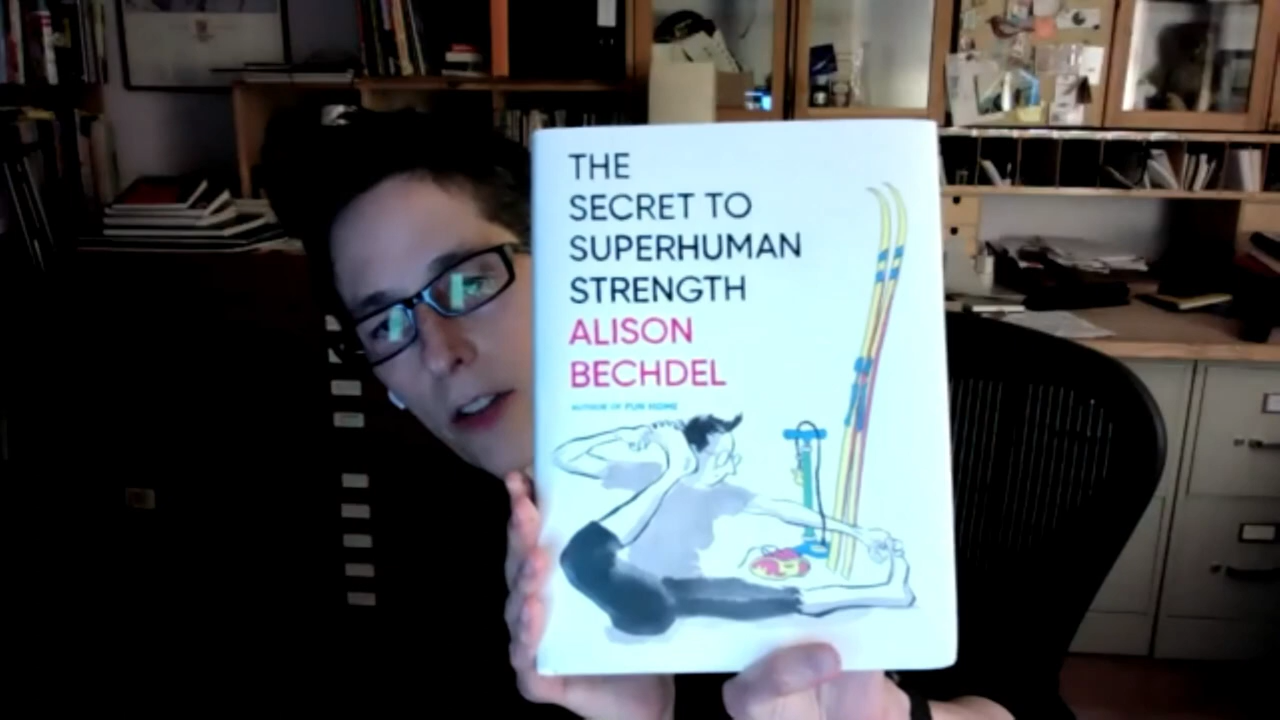 THE
SECRET TO
SUPERHUMAN
STRENGTH
ALISON
BECHDEL
AUTHOR OF FUN HOME